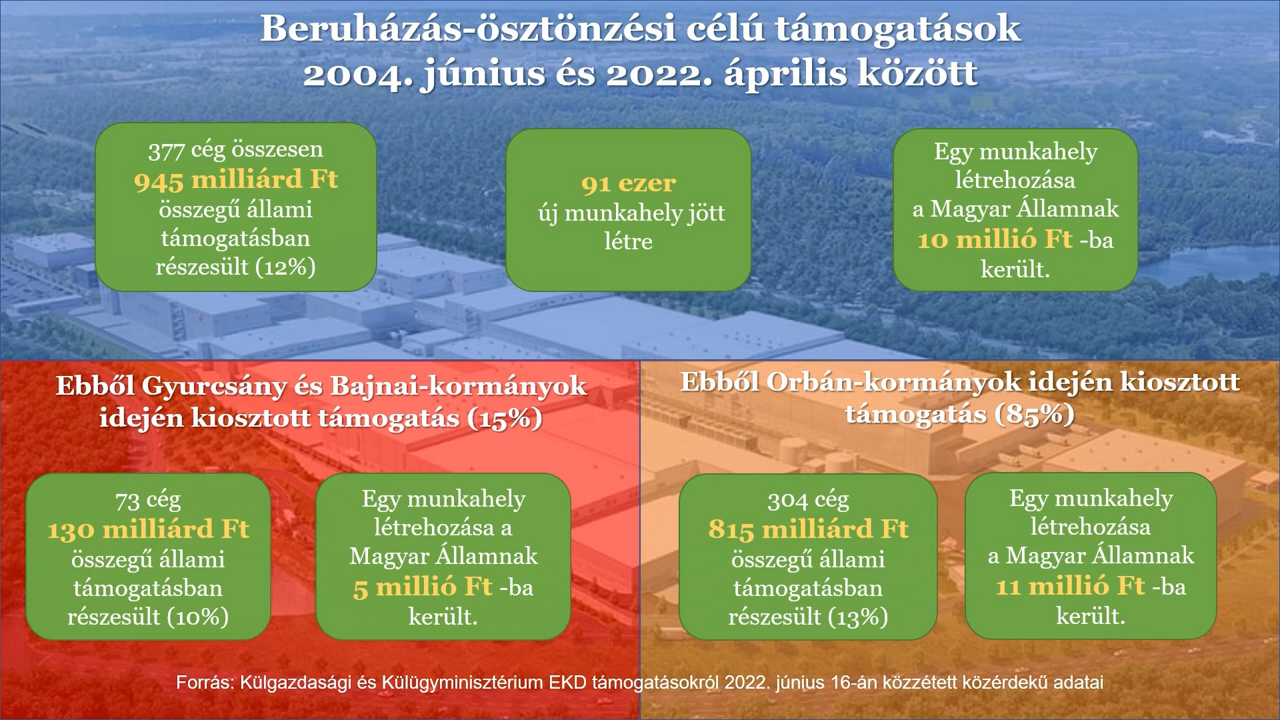 Beruházás-ösztönzési célú támogatások
2004. június és 2022. április között
377 cég összesen
945 milliárd Ft
összegű állami
támogatásban
részesült (12%)
91 ezer
új munkahely jött
létre
Egy munkahely
létrehozása
a Magyar Államnak
10 millió Ft -ba
került.
Ebből Gyurcsány és Bajnai-kormányok
idején kiosztott támogatás (15%)
73 cég
130 milliárd Ft
összegű állami
támogatásban
részesült (10%)
Egy munkahely
létrehozása a
Magyar Államnak
5 millió Ft -ba
került.
Ebből Orbán-kormányok idején kiosztott
támogatás (85%)
304 cég
815 milliárd Ft
összegű állami
támogatásban
részesült (13%)
Egy munkahely
létrehozása
a Magyar Államnak
11 millió Ft -ba
került.
Forrás: Külgazdasági és Külügyminisztérium EKD támogatásokról 2022. június 16-án közzétett közérdekű adatai